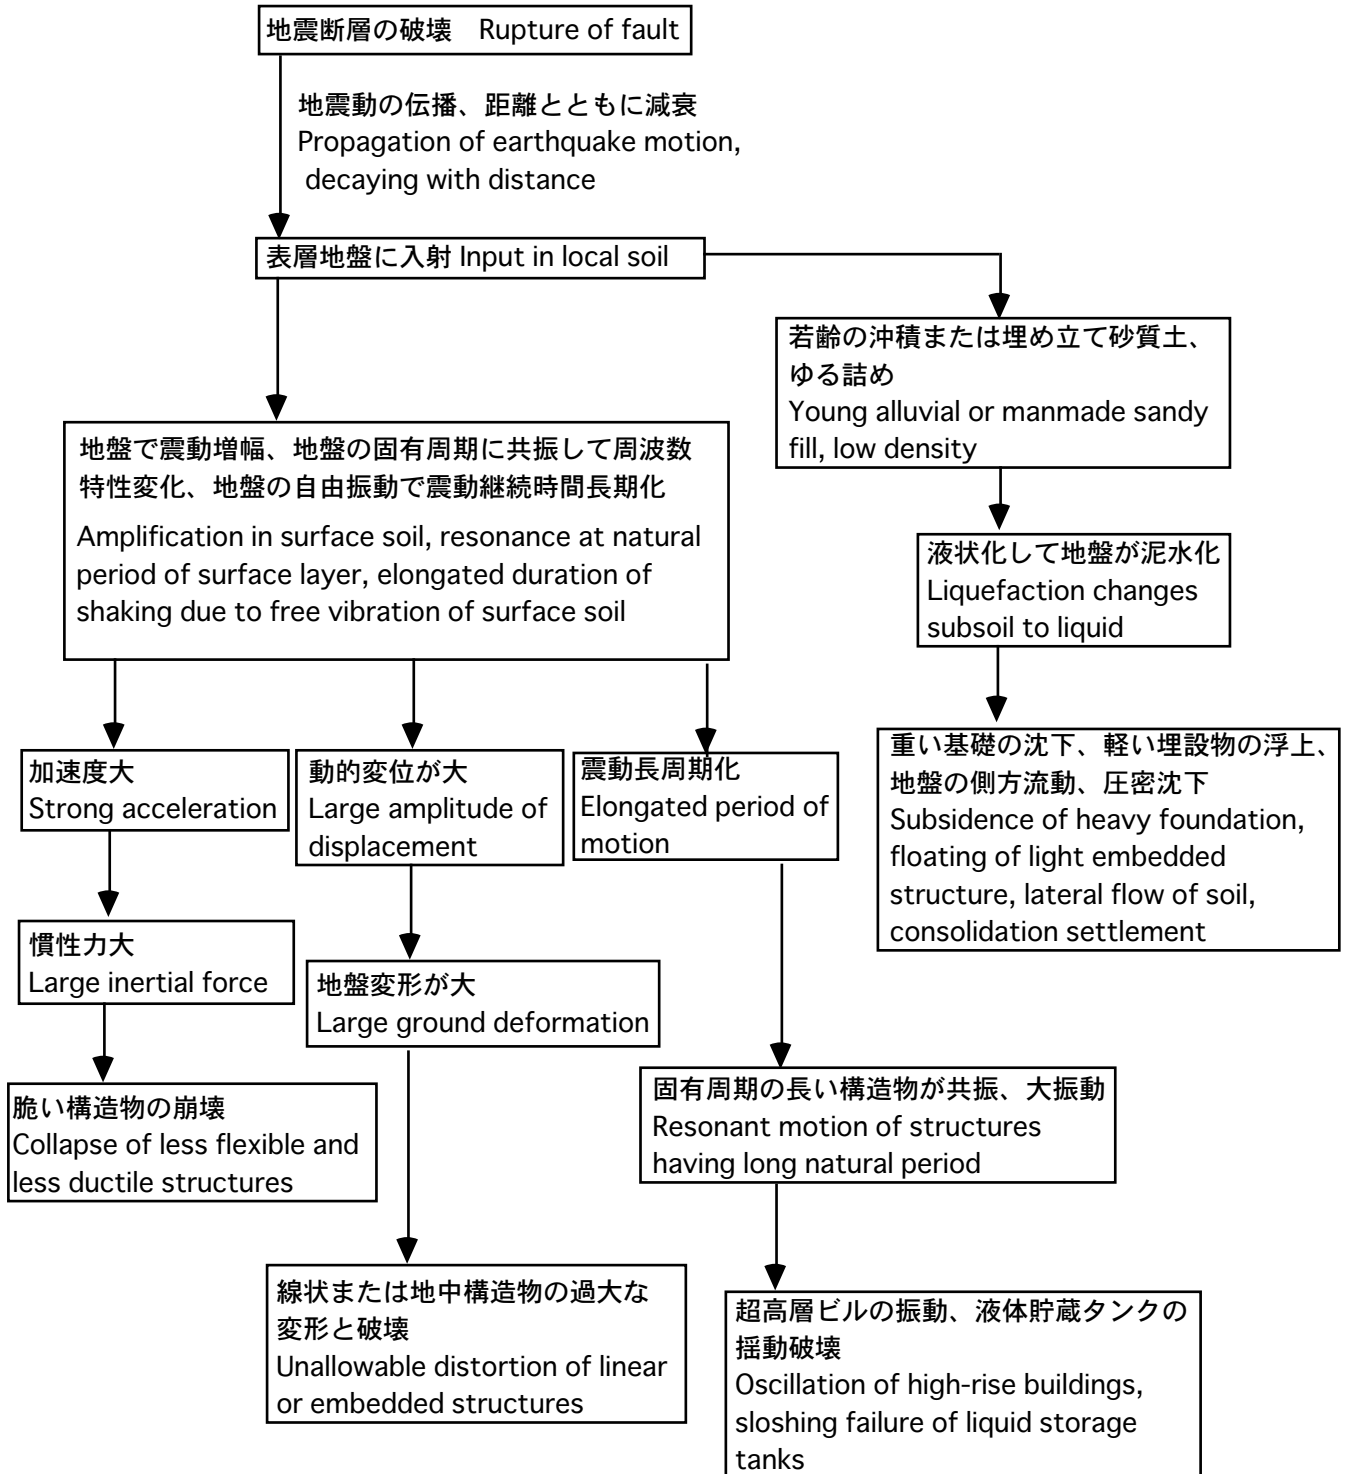 地震断層の破壊　Rupture of fault
地震動の伝播、距離とともに減衰
Propagation of earthquake motion,
decaying with distance
表層地盤に入射 Input in local soil
若齢の沖積または埋め立て砂質土、
ゆる詰め
Young alluvial or manmade sandy
fill, low density
地盤で震動増幅、地盤の固有周期に共振して周波数
特性変化、地盤の自由振動で震動継続時間長期化
Amplification in surface soil, resonance at natural
period of surface layer, elongated duration of
shaking due to free vibration of surface soil
液状化して地盤が泥水化
Liquefaction changes
subsoil to liquid
重い基礎の沈下、軽い埋設物の浮上、
地盤の側方流動、圧密沈下
Subsidence of heavy foundation,
floating of light embedded
structure, lateral flow of soil,
consolidation settlement
加速度大
Strong acceleration
動的変位が大
Large amplitude of
displacement
震動長周期化
Elongated period of
motion
慣性力大
Large inertial force
地盤変形が大
Large ground deformation
脆い構造物の崩壊
Collapse of less flexible and
less ductile structures
固有周期の長い構造物が共振、大振動
Resonant motion of structures
having long natural period
線状または地中構造物の過大な
変形と破壊
Unallowable distortion of linear
or embedded structures
超高層ビルの振動、液体貯蔵タンクの
揺動破壊
Oscillation of high-rise buildings,
sloshing failure of liquid storage
tanks